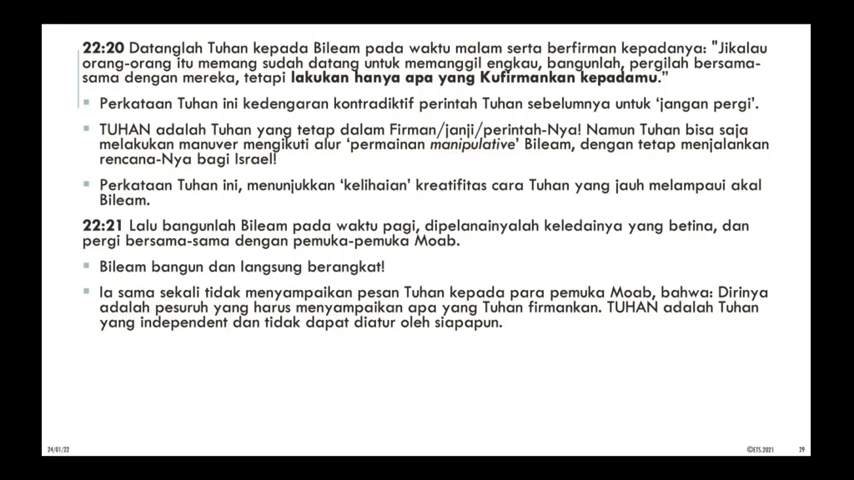 22:20 Datanglah Tuhan kepada Bileam pada waktu malam serta berfirman kepadanya: "Jikalau
orang-orang itu memang sudah datang untuk memanggil engkau, bangunlah, pergilah bersama-
sama dengan mereka, tetapi lakukan hanya apa yang Kufirmankan kepadamu.”
▪ Perkataan Tuhan ini kedengaran kontradiktif perintah Tuhan sebelumnya untuk ‘jangan pergi’.
▪ TUHAN adalah Tuhan yang tetap dalam Firman/janji/perintah-Nya! Namun Tuhan bisa saja
melakukan manuver mengikuti alur ‘permainan manipulative’ Bileam, dengan tetap menjalankan
rencana-Nya bagi Israel!
▪ Perkataan Tuhan ini, menunjukkan ‘kelihaian’ kreatifitas cara Tuhan yang jauh melampaui akal
Bileam.
22:21 Lalu bangunlah Bileam pada waktu pagi, dipelanainyalah keledainya yang betina, dan
pergi bersama-sama dengan pemuka-pemuka Moab.
▪ Bileam bangun dan langsung berangkat!
▪ Ia sama sekali tidak menyampaikan pesan Tuhan kepada para pemuka Moab, bahwa: Dirinya
adalah pesuruh yang harus menyampaikan apa yang Tuhan firmankan. TUHAN adalah Tuhan
yang independent dan tidak dapat diatur oleh siapapun.
24/01/22 ©ETS.2021 29